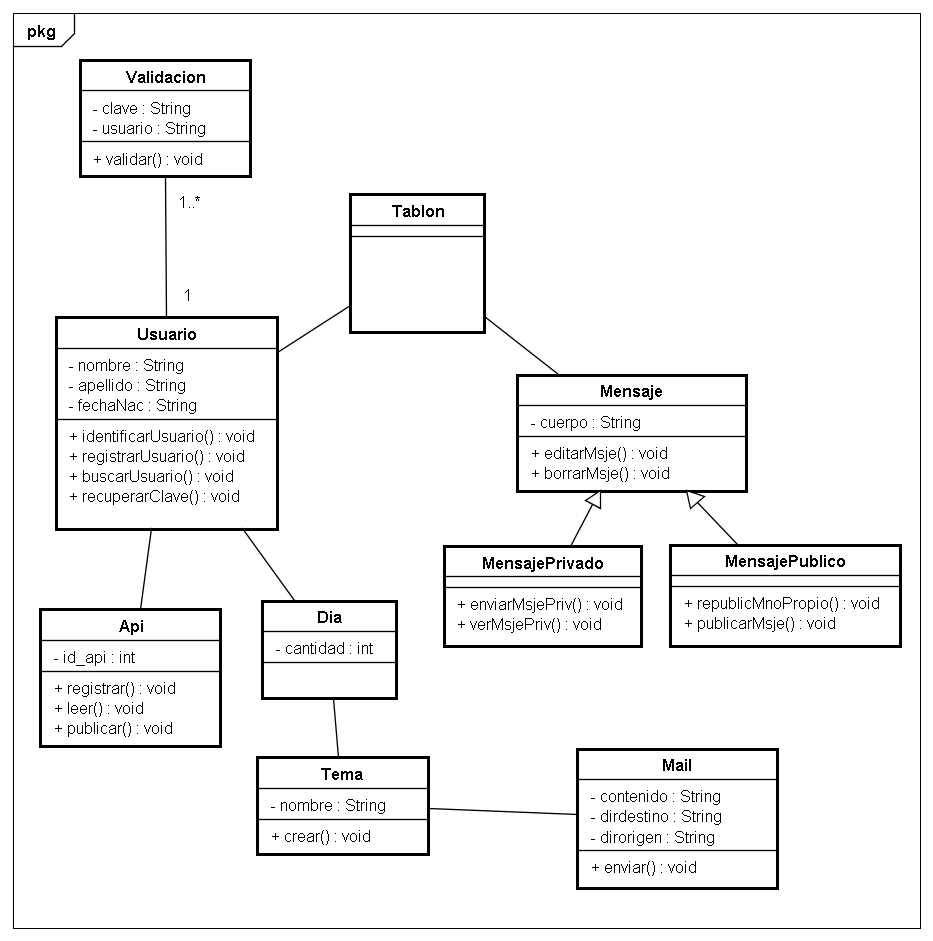 pkg
Validacion
- clave : String
- usuario : String
+ validar() : void
1..*
1
Tablon
Usuario
- nombre : String
- apellido : String
- fechaNac : String
+ identificarUsuario() : void
+ registrarUsuario() : void
+ buscarUsuario() : void
+ recuperarClave() : void
Mensaje
- cuerpo : String
+ editarMsje() : void
+ borrarMsje() : void
MensajePrivado
+ enviarMsjePriv() : void
+ verMsjePriv() : void
MensajePublico
+ republicMnoPropio() : void
+ publicarMsje() : void
Api
- id_api : int
+ registrar() : void
+ leer() : void
+ publicar() : void
Dia
- cantidad : int
Tema
- nombre : String
+ crear() : void
Mail
- contenido : String
- dirdestino : String
- dirorigen : String
+ enviar() : void